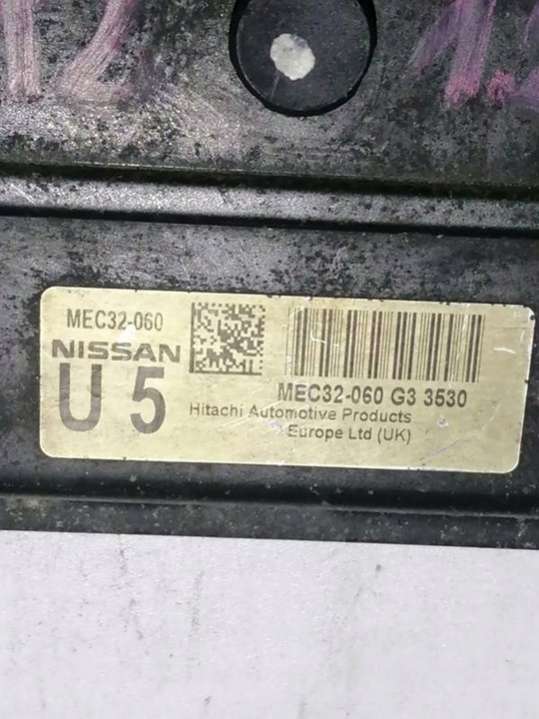 MEC32-060
NISSAN
U 5
MEC32-060 G3 3530
Hitachi Automotive Products
Europe Ltd (UK)